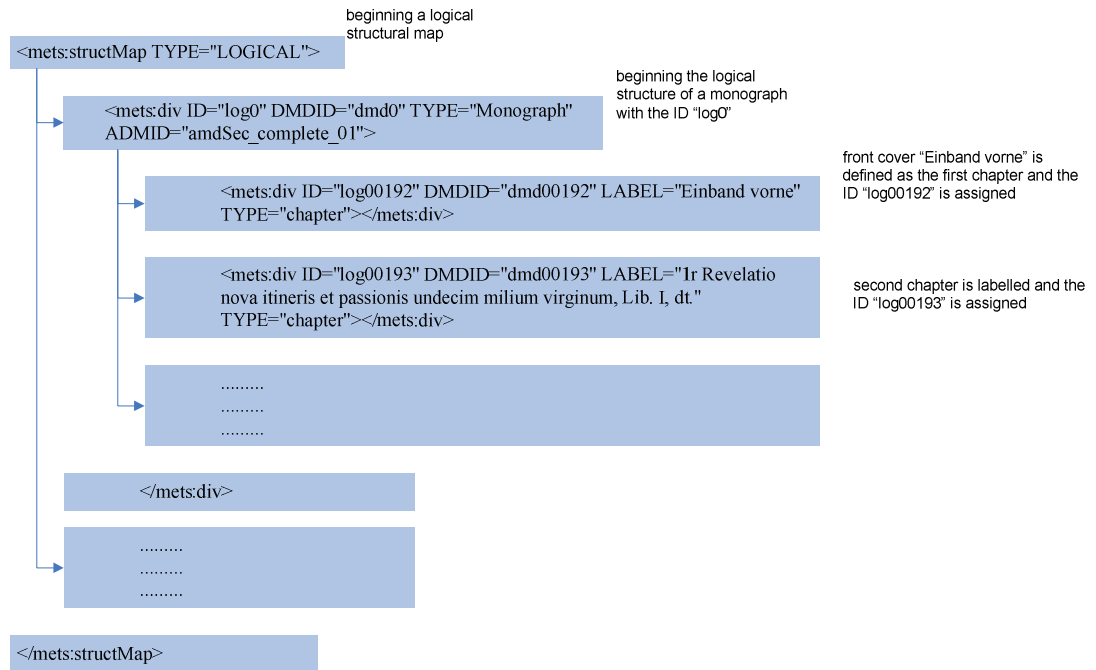 beginning a logical
structural map
<mets:structMap TYPE="LOGICAL">
beginning the logical
structure of a monograph
with the ID “log0”
<mets:div ID="log0" DMDID="dmd0" TYPE="Monograph"
ADMID="amdSec_complete_01">
front cover “Einband vorne” is
defined as the first chapter and the
ID “log00192” is assigned
<mets:div ID="log00192" DMDID="dmd00192" LABEL="Einband vorne"
TYPE="chapter"></mets:div>
<mets:div ID="log00193" DMDID="dmd00193" LABEL="1r Revelatio
nova itineris et passionis undecim milium virginum, Lib. I, dt."
TYPE="chapter"></mets:div>
second chapter is labelled and the
ID “log00193” is assigned
.........
.........
.........
</mets:div>
.........
.........
.........
</mets:structMap>